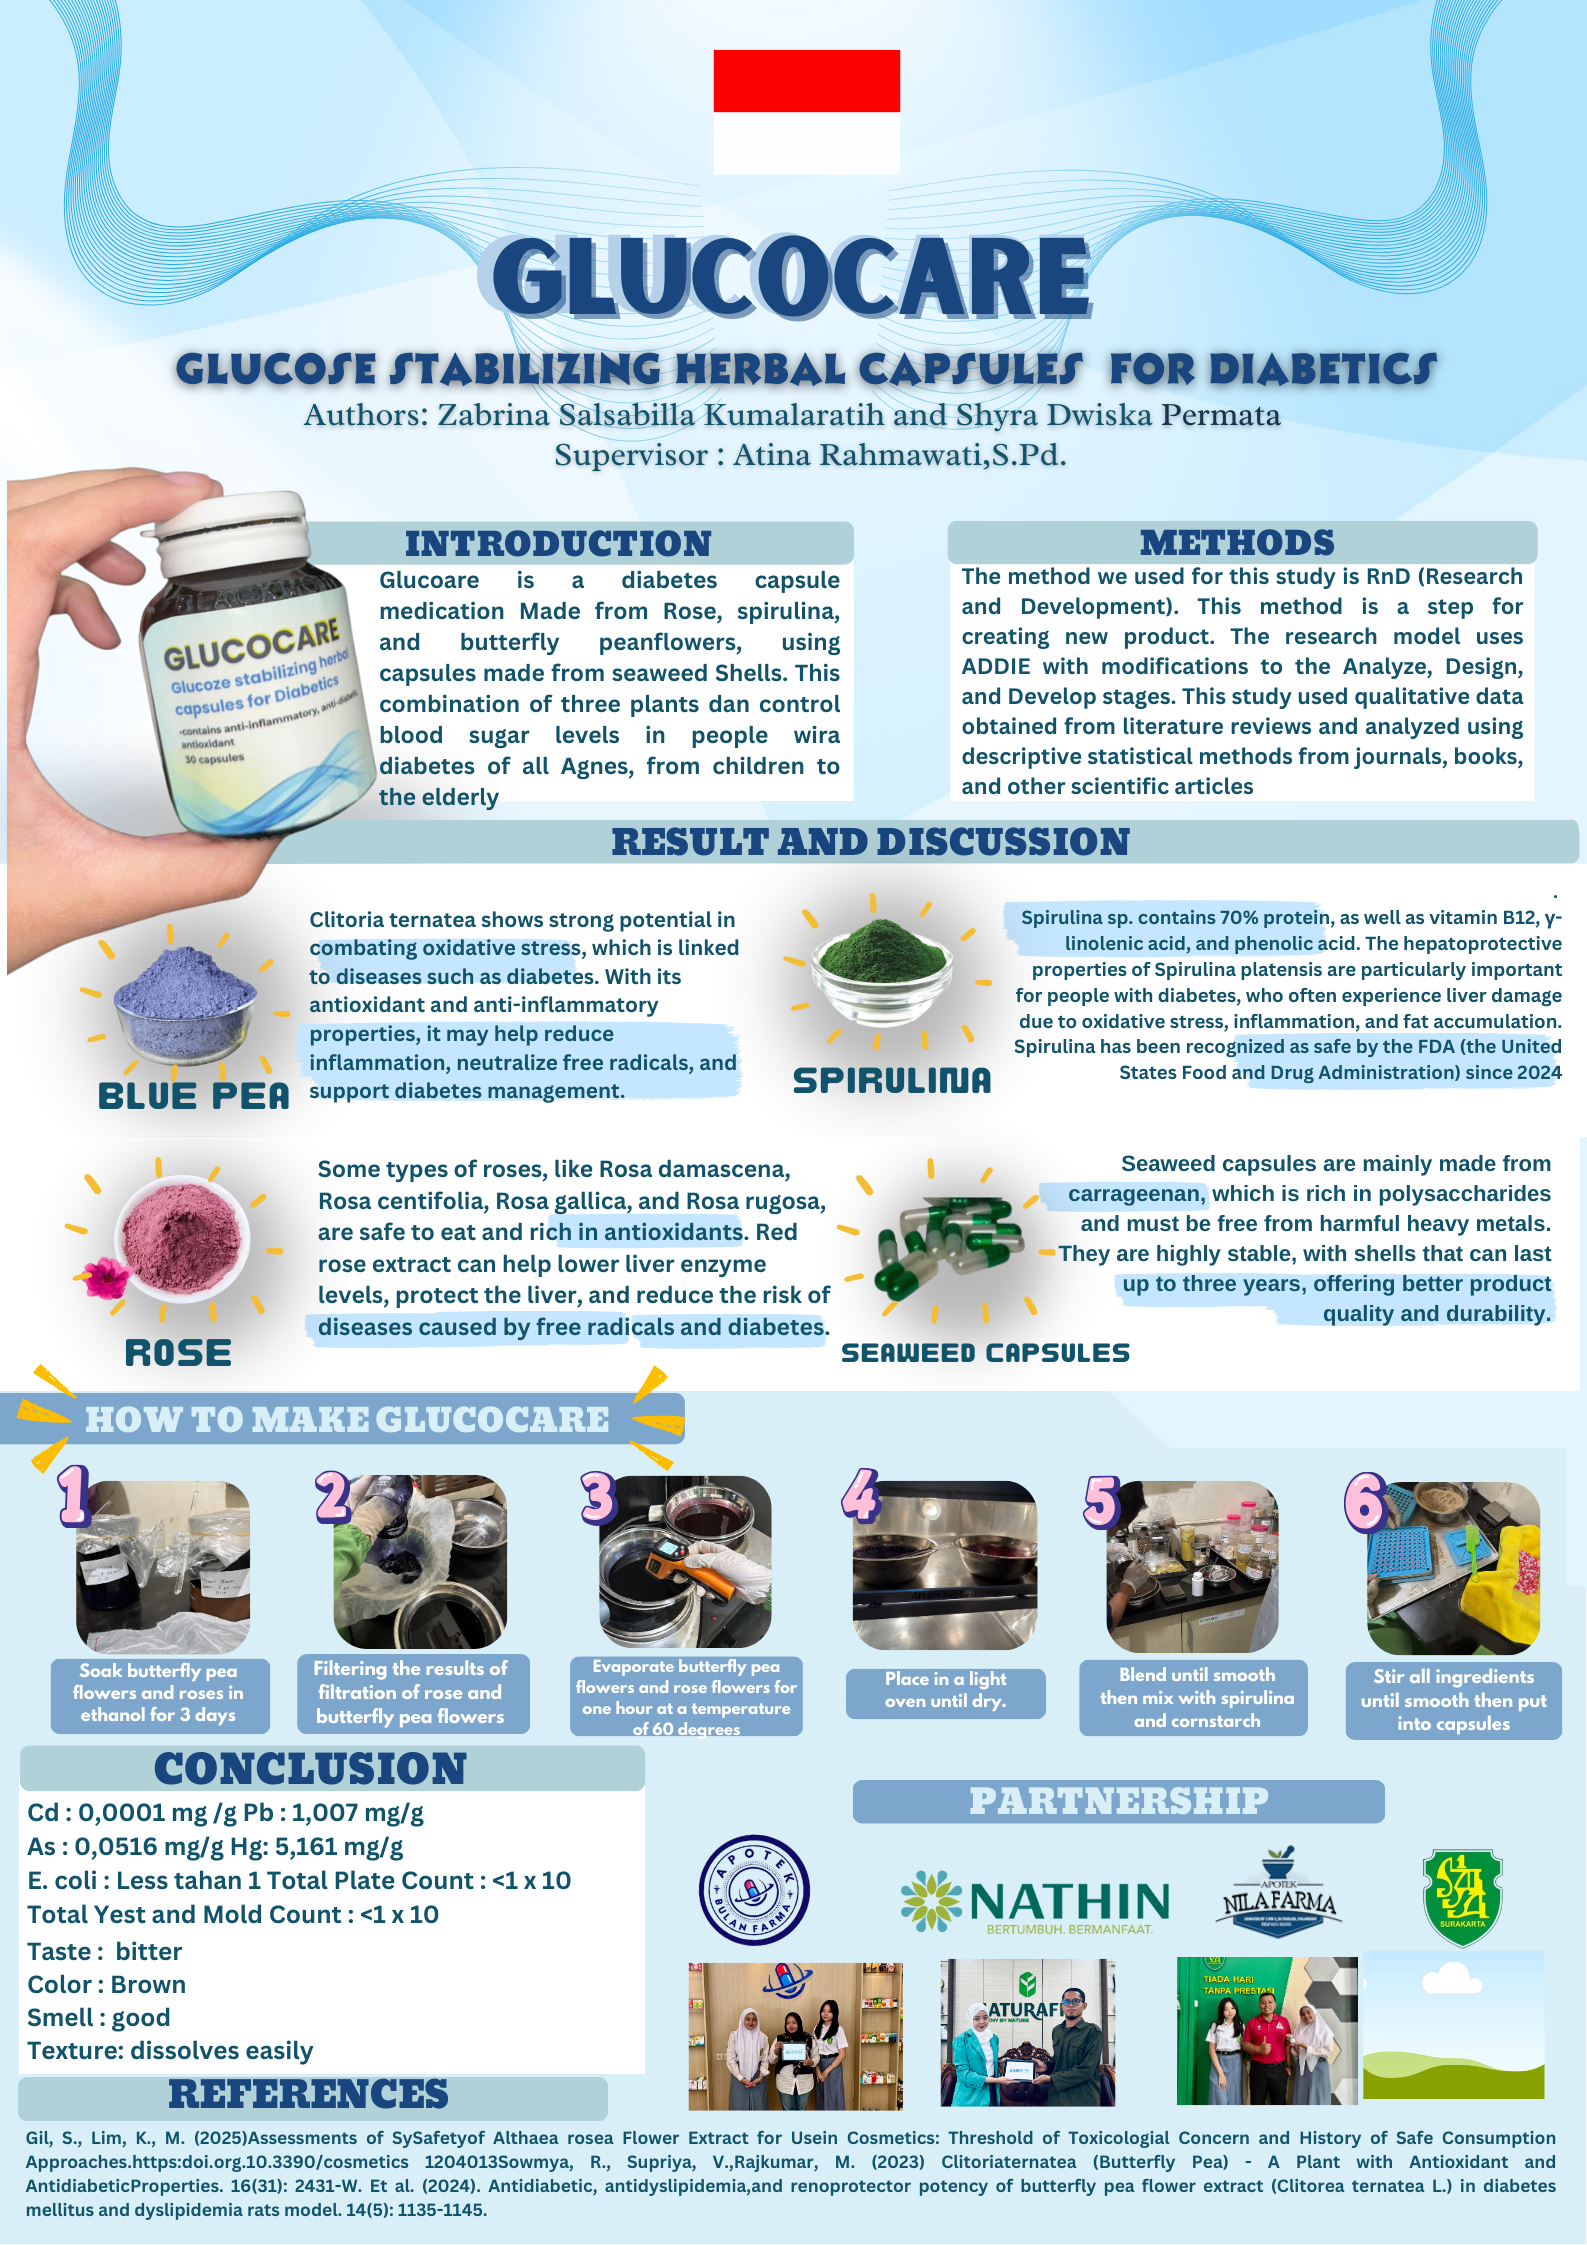 GLUCOCARE
GLUCOSE STABILIZING HERBAL CAPSULES FOR DIABETICS
Authors: Zabrina Salsabilla Kumalaratih and Shyra Dwiska Permata
Supervisor : Atina Rahmawati,S.Pd.
GLUCOCARE
Glucoze stabilizing herbal
capsules for Diabetics
-contains anti-inflammatory, anti-diabetic
antioxidant
30 capsules
INTRODUCTION
Glucoare is a diabetes capsule
medication Made from Rose, spirulina,
and butterfly peanflowers, using
capsules made from seaweed Shells. This
combination of three plants dan control
blood sugar levels in people wira
diabetes of all Agnes, from children to
the elderly
METHODS
The method we used for this study is RnD (Research
and Development). This method is a step for
creating new product. The research model uses
ADDIE with modifications to the Analyze, Design,
and Develop stages. This study used qualitative data
obtained from literature reviews and analyzed using
descriptive statistical methods from journals, books,
and other scientific articles
RESULT AND DISCUSSION
Clitoria ternatea shows strong potential in
combating oxidative stress, which is linked
to diseases such as diabetes. With its
antioxidant and anti-inflammatory
properties, it may help reduce
inflammation, neutralize free radicals, and
support diabetes management.
BLUE PEA
.
Spirulina sp. contains 70% protein, as well as vitamin B12, γ-
linolenic acid, and phenolic acid. The hepatoprotective
properties of Spirulina platensis are particularly important
for people with diabetes, who often experience liver damage
due to oxidative stress, inflammation, and fat accumulation.
Spirulina has been recognized as safe by the FDA (the United
States Food and Drug Administration) since 2024
SPIRULINA
Some types of roses, like Rosa damascena,
Rosa centifolia, Rosa gallica, and Rosa rugosa,
are safe to eat and rich in antioxidants. Red
rose extract can help lower liver enzyme
levels, protect the liver, and reduce the risk of
diseases caused by free radicals and diabetes.
ROSE
Seaweed capsules are mainly made from
carrageenan, which is rich in polysaccharides
and must be free from harmful heavy metals.
They are highly stable, with shells that can last
up to three years, offering better product
quality and durability.
SEAWEED CAPSULES
HOW TO MAKE GLUCOCARE
1
Soak butterfly pea
flowers and roses in
ethanol for 3 days
2
Filtering the results of
filtration of rose and
butterfly pea flowers
3
Evaporate butterfly pea
flowers and rose flowers for
one hour at a temperature
of 60 degrees
4
Place in a light
oven until dry.
5
Blend until smooth
then mix with spirulina
and cornstarch
6
Stir all ingredients
until smooth then put
into capsules
CONCLUSION
Cd : 0,0001 mg /g Pb : 1,007 mg/g
As : 0,0516 mg/g Hg: 5,161 mg/g
E. coli : Less tahan 1 Total Plate Count : <1 x 10
Total Yest and Mold Count : <1 x 10
Taste : bitter
Color : Brown
Smell : good
Texture: dissolves easily
PARTNERSHIP
APOTEK
BULAN FARMA
NATHIN
BERTUMBUH. BERMANFAAT.
APOTEK
NILA FARMA
SURAKARTA
ATURAF
BY NATURE
TIADA HARI
TANPA PRESTASI
REFERENCES
Gil, S., Lim, K., M. (2025)Assessments of SySafetyof Althaea rosea Flower Extract for Usein Cosmetics: Threshold of Toxicologial Concern and History of Safe Consumption
Approaches.https:doi.org.10.3390/cosmetics 1204013Sowmya, R., Supriya, V.,Rajkumar, M. (2023) Clitoriaternatea (Butterfly Pea) - A Plant with Antioxidant and
AntidiabeticProperties. 16(31): 2431-W. Et al. (2024). Antidiabetic, antidyslipidemia,and renoprotector potency of butterfly pea flower extract (Clitorea ternatea L.) in diabetes
mellitus and dyslipidemia rats model. 14(5): 1135-1145.